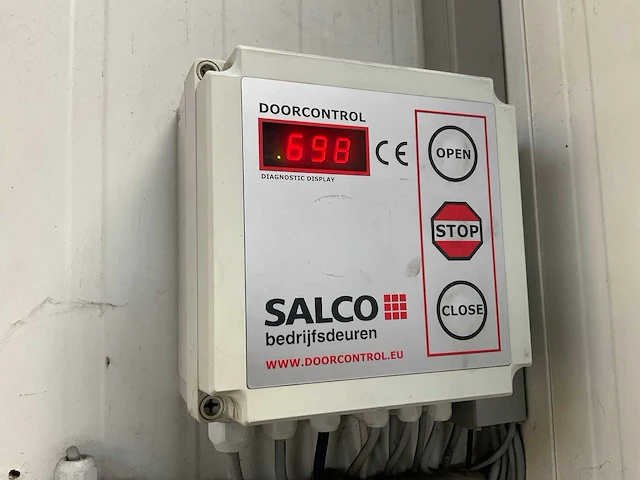 DOORCONTROL
698
CE
DIAGNOSTIC DISPLAY
OPEN
STOP
CLOSE
SALCO
bedrijfsdeuren
WWW.DOORCONTROL.EU